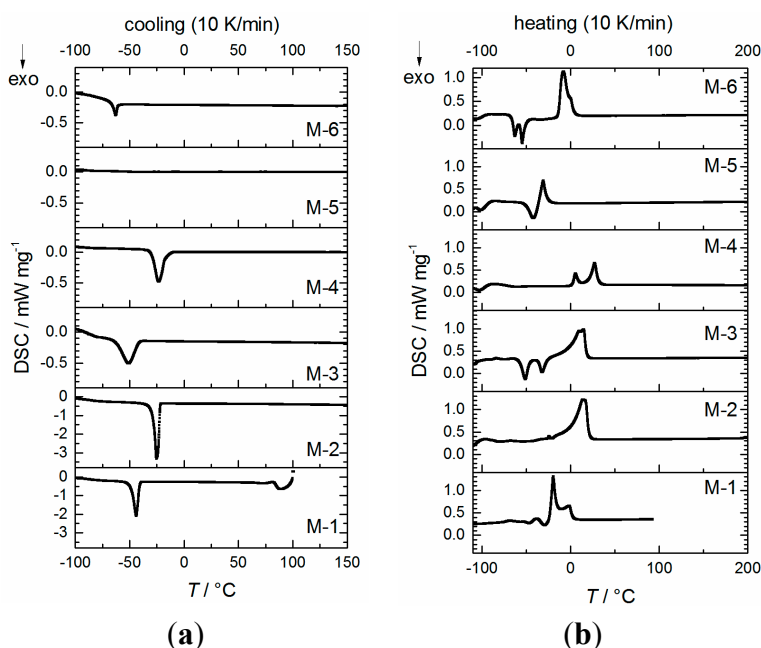 cooling (10 K/min)
-100 -50 0 50 100 150
exo
0.0
-0.5
M-6
0.0
-0.5
M-5
0.0
-0.5
M-4
0.0
-0.5
M-3
0
-1
-2
-3
M-2
0
-1
-2
-3
M-1
DSC / mW mg-1
-100 -50 0 50 100 150
T / °C
(a)
heating (10 K/min)
-100 0 100 200
exo
1.0
0.5
0.0
M-6
1.0
0.5
0.0
M-5
1.0
0.5
0.0
M-4
1.0
0.5
0.0
M-3
1.0
0.5
0.0
M-2
1.0
0.5
0.0
M-1
DSC / mW mg-1
-100 0 100 200
T / °C
(b)